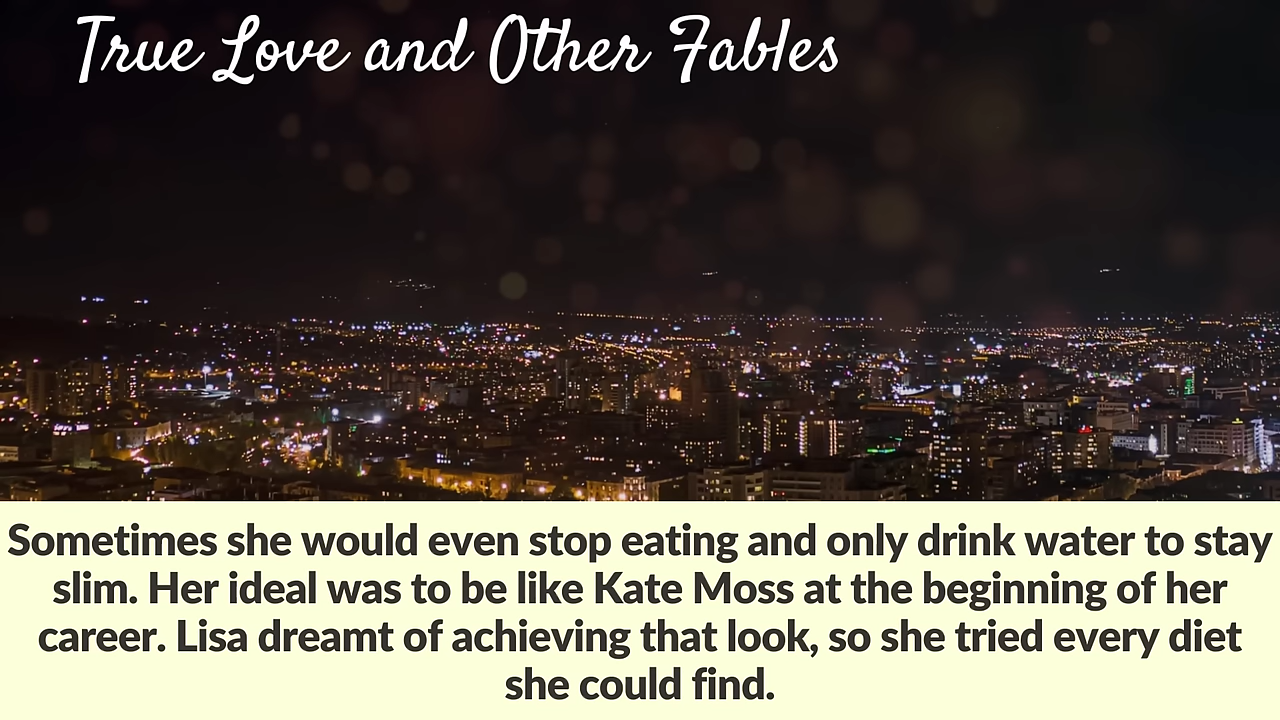 True Love and Other Fables
Sometimes she would even stop eating and only drink water to stay
slim. Her ideal was to be like Kate Moss at the beginning of her
career. Lisa dreamt of achieving that look, so she tried every diet
she could find.